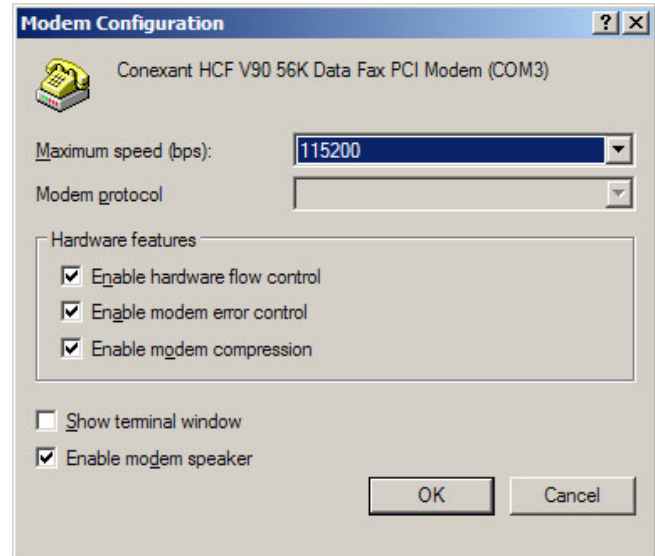 Modem Configuration
Conexant HCF V90 56K Data Fax PCI Modem (COM3)
Maximum speed (bps): 115200
Modem protocol
Hardware features
Enable hardware flow control
Enable modem error control
Enable modem compression
Show terminal window
Enable modem speaker
OK Cancel